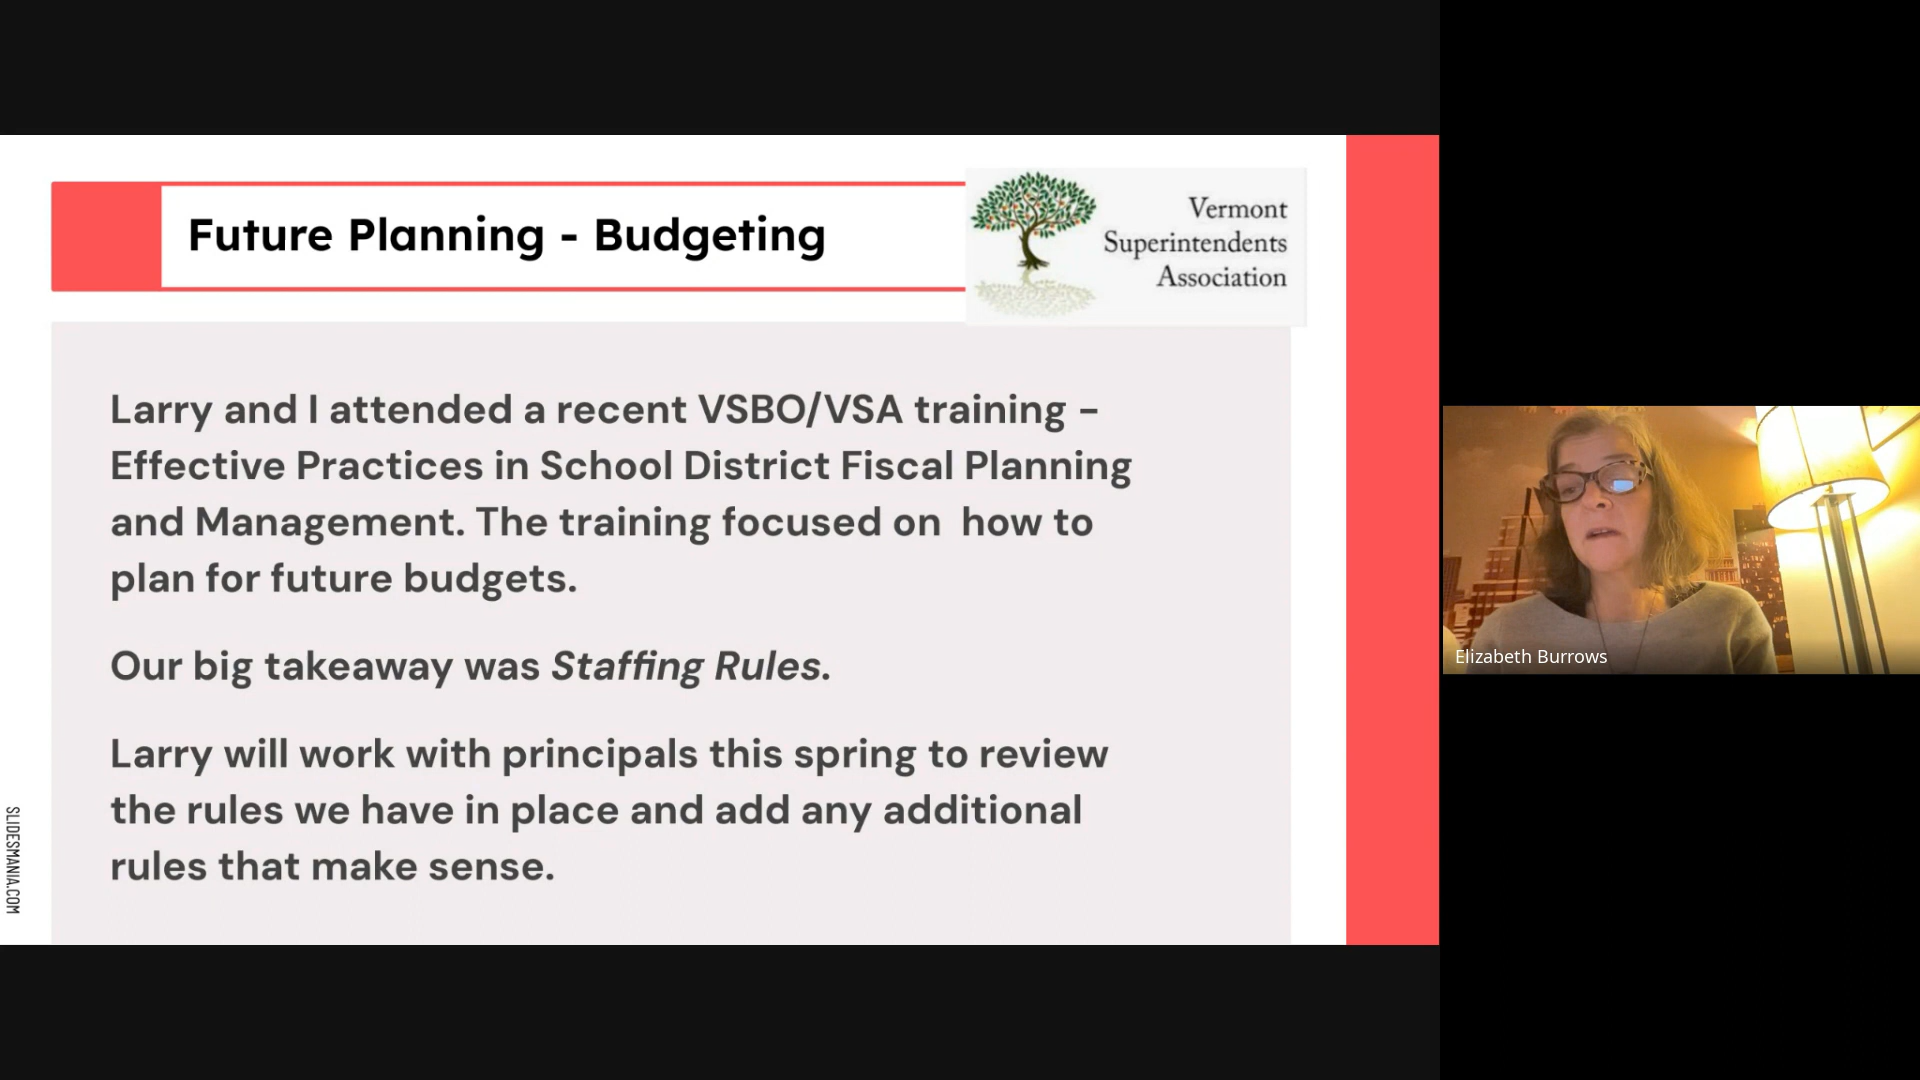 Future Planning - Budgeting
Vermont
Superintendents
Association
Larry and I attended a recent VSBO/VSA training –
Effective Practices in School District Fiscal Planning
and Management. The training focused on  how to
plan for future budgets.
Our big takeaway was Staffing Rules.
Larry will work with principals this spring to review
the rules we have in place and add any additional
rules that make sense.
SLIDESMANIA.COM
Elizabeth Burrows